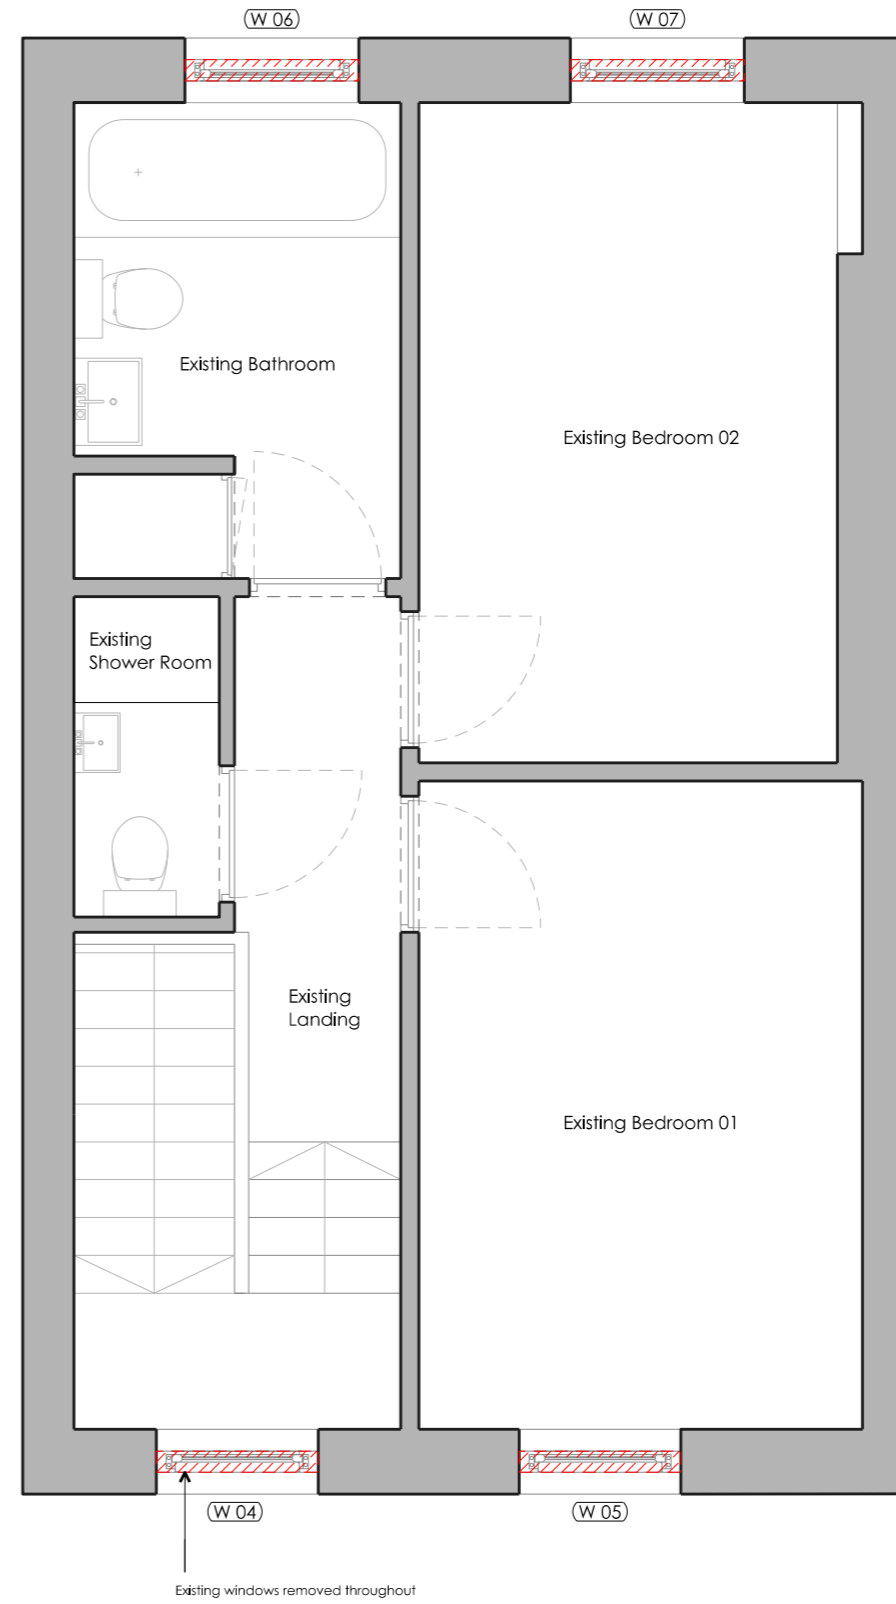 W 06
W 07
Existing Bathroom
Existing Bedroom 02
Existing
Shower Room
Existing
Landing
Existing Bedroom 01
W 04
W 05
Existing windows removed throughout